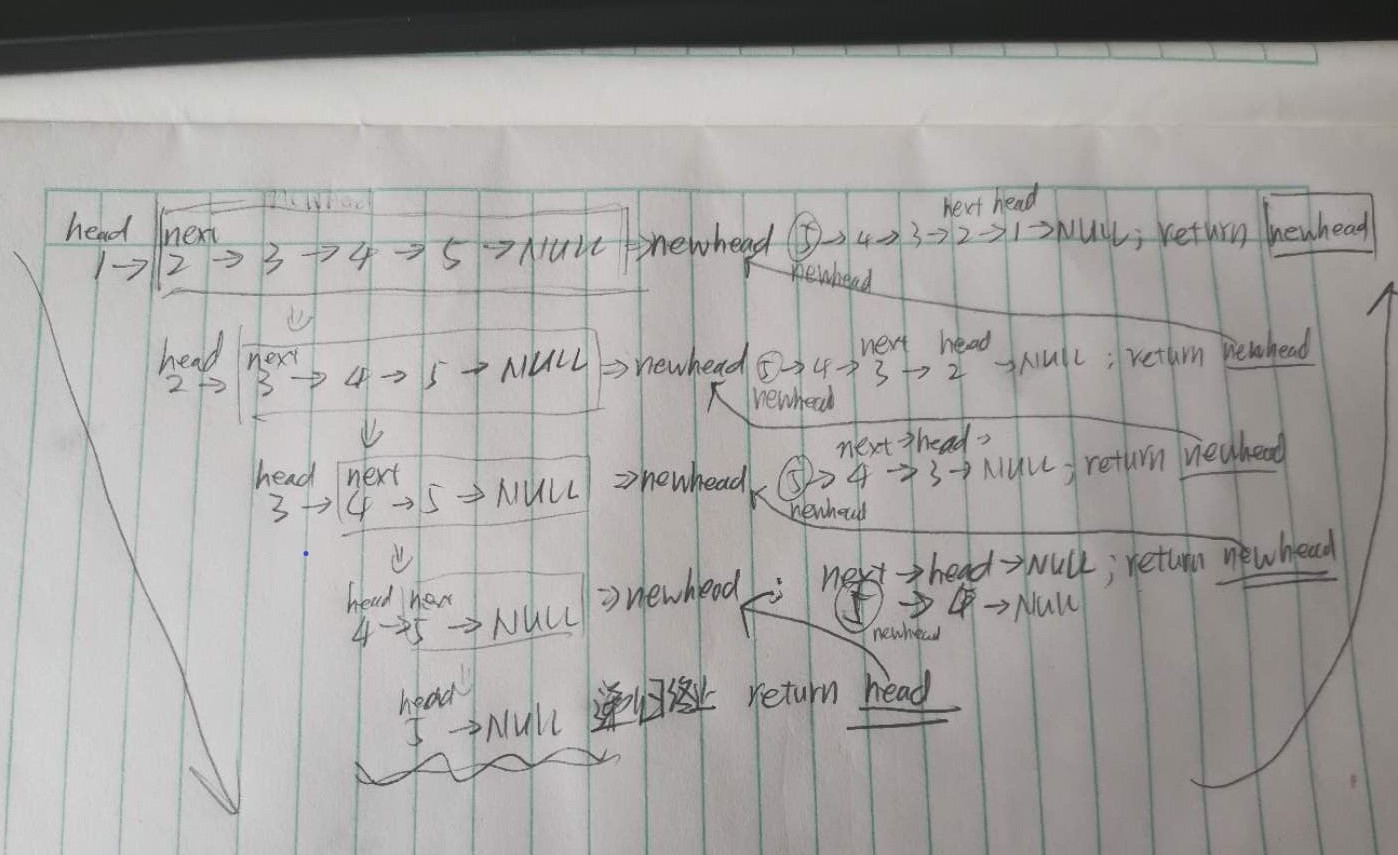 newhead
head next next head
1 → 2 → 3 → 4 → 5 → NULL ⇒ newhead 5 → 4 → 3 → 2 → 1 → NULL; return newhead
newhead
head next next head
2 → 3 → 4 → 5 → NULL ⇒ newhead 5 → 4 → 3 → 2 → NULL ; return newhead
newhead
head next next → head →
3 → 4 → 5 → NULL ⇒ newhead 5 → 4 → 3 → NULL ; return newhead
newhead
head next next → head → NULL ; return newhead
4 → 5 → NULL ⇒ newhead ; 5 → 4 → NULL
newhead
head
5 → NULL 递归终止 return head